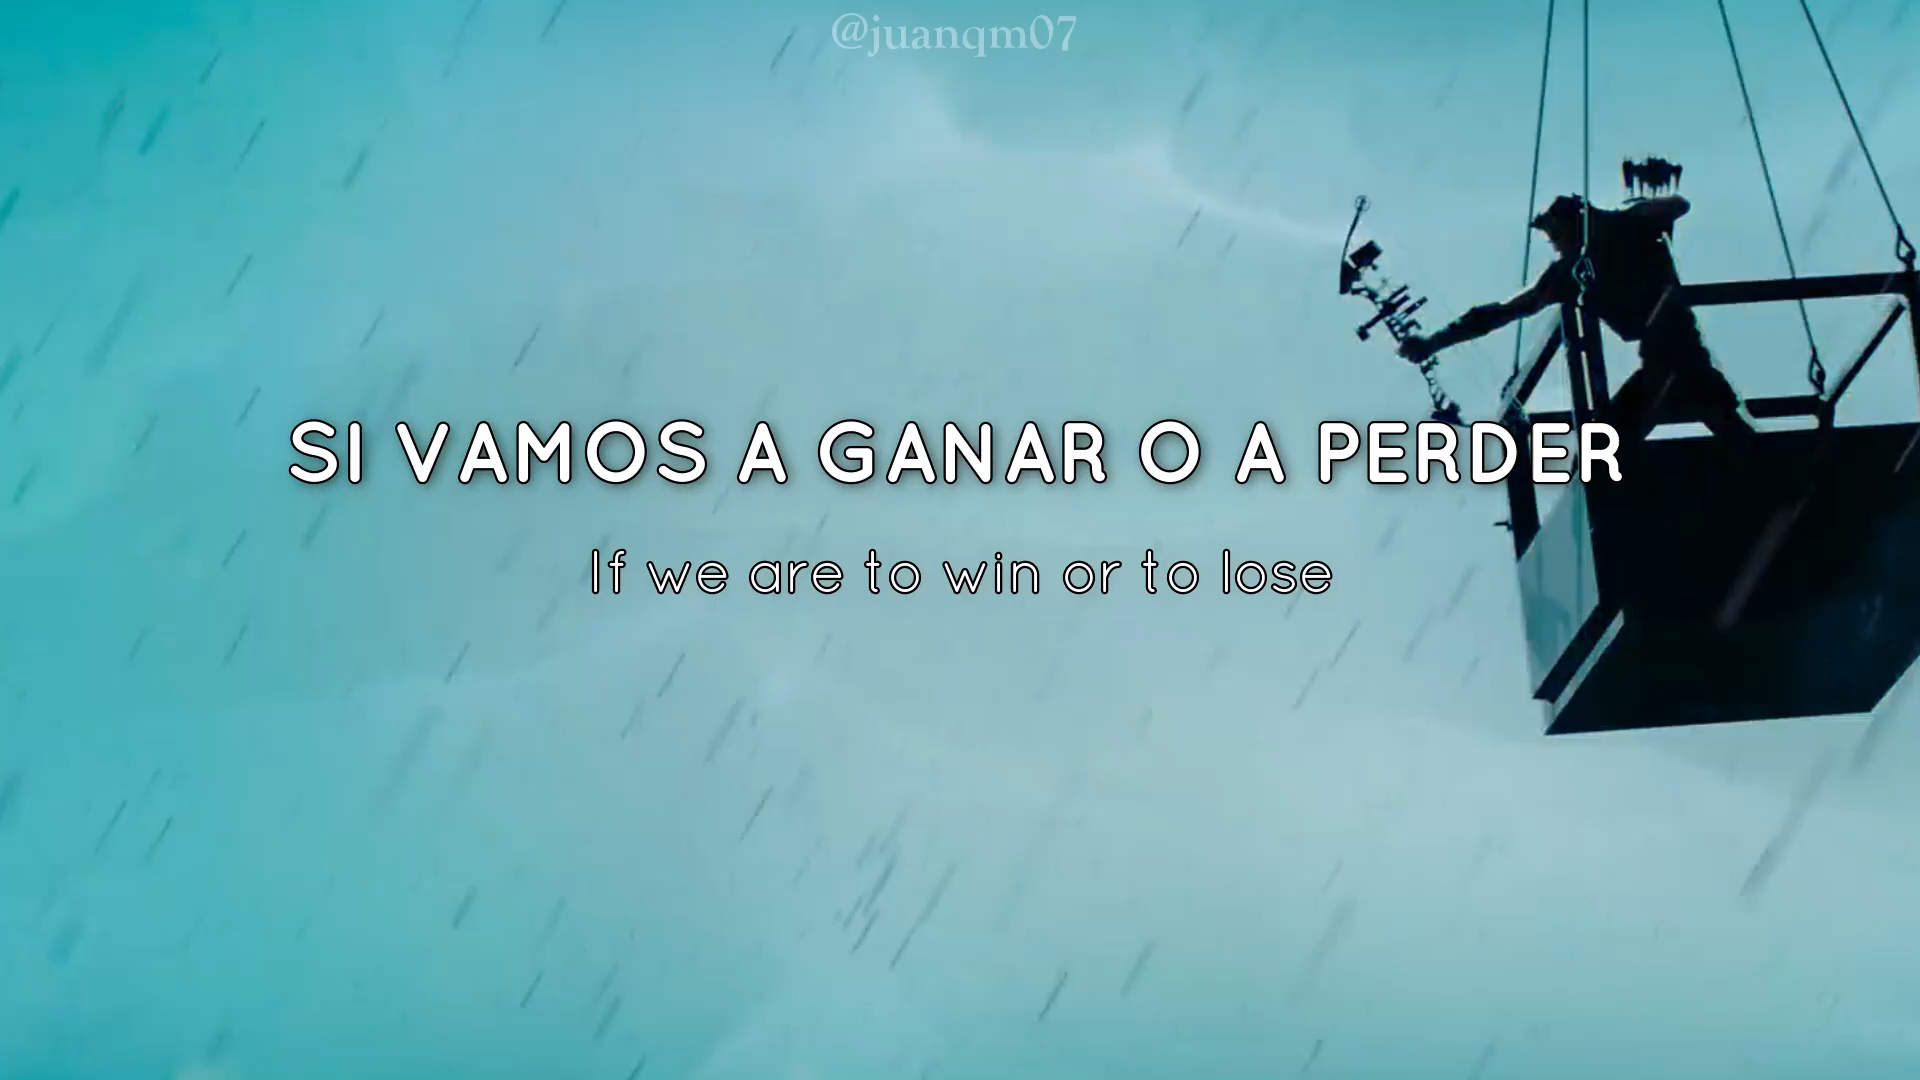 @juanqm07
SI VAMOS A GANAR O A PERDER
If we are to win or to lose